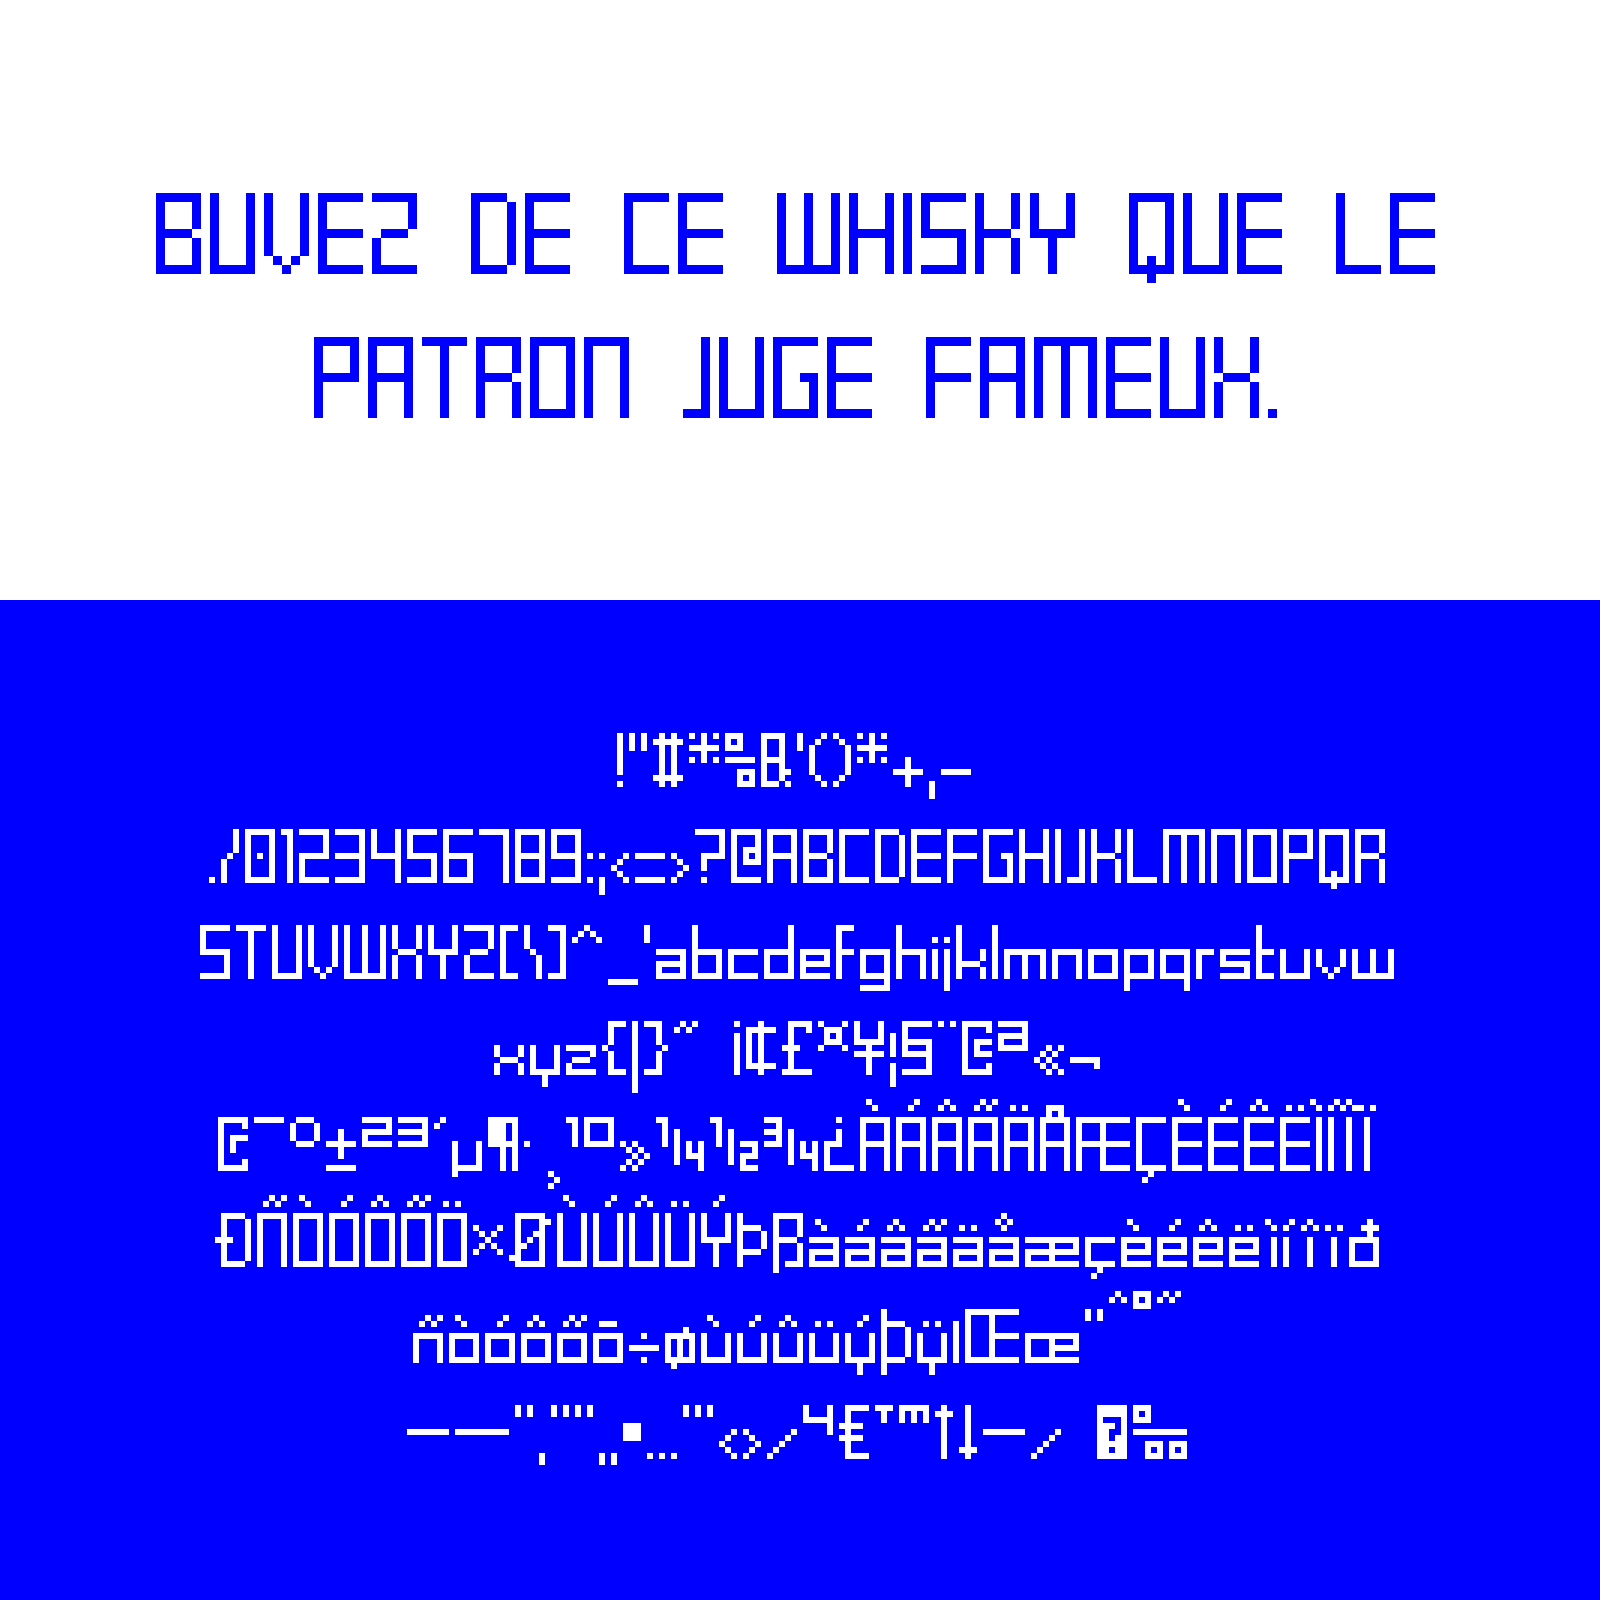 BUVEZ DE CE WHISKY QUE LE
PATRON JUGE FAMEUX.
!"#*%&'()*+,-
./0123456789:;<=>?@ABCDEFGHIJKLMNOPQR
STUVWXYZ[\]^_'abcdefghijklmnopqrstuvw
xyz{|}~ ¡¢£¤¥¦§¨©ª«¬
®¯°±²³´µ¶·¸¹º»¼½¾¿ÀÁÂÃÄÅÆÇÈÉÊËÌÍÎÏ
ÐÑÒÓÔÕÖ×ØÙÚÛÜÝÞßàáâãäåæçèéêëìíîïð
ñòóôõö÷øùúûüýþÿıŒœ"ˆ˚˜
–—‘’‚“”„•…'"‹›⁄⁴€™†‡−∕ �‰